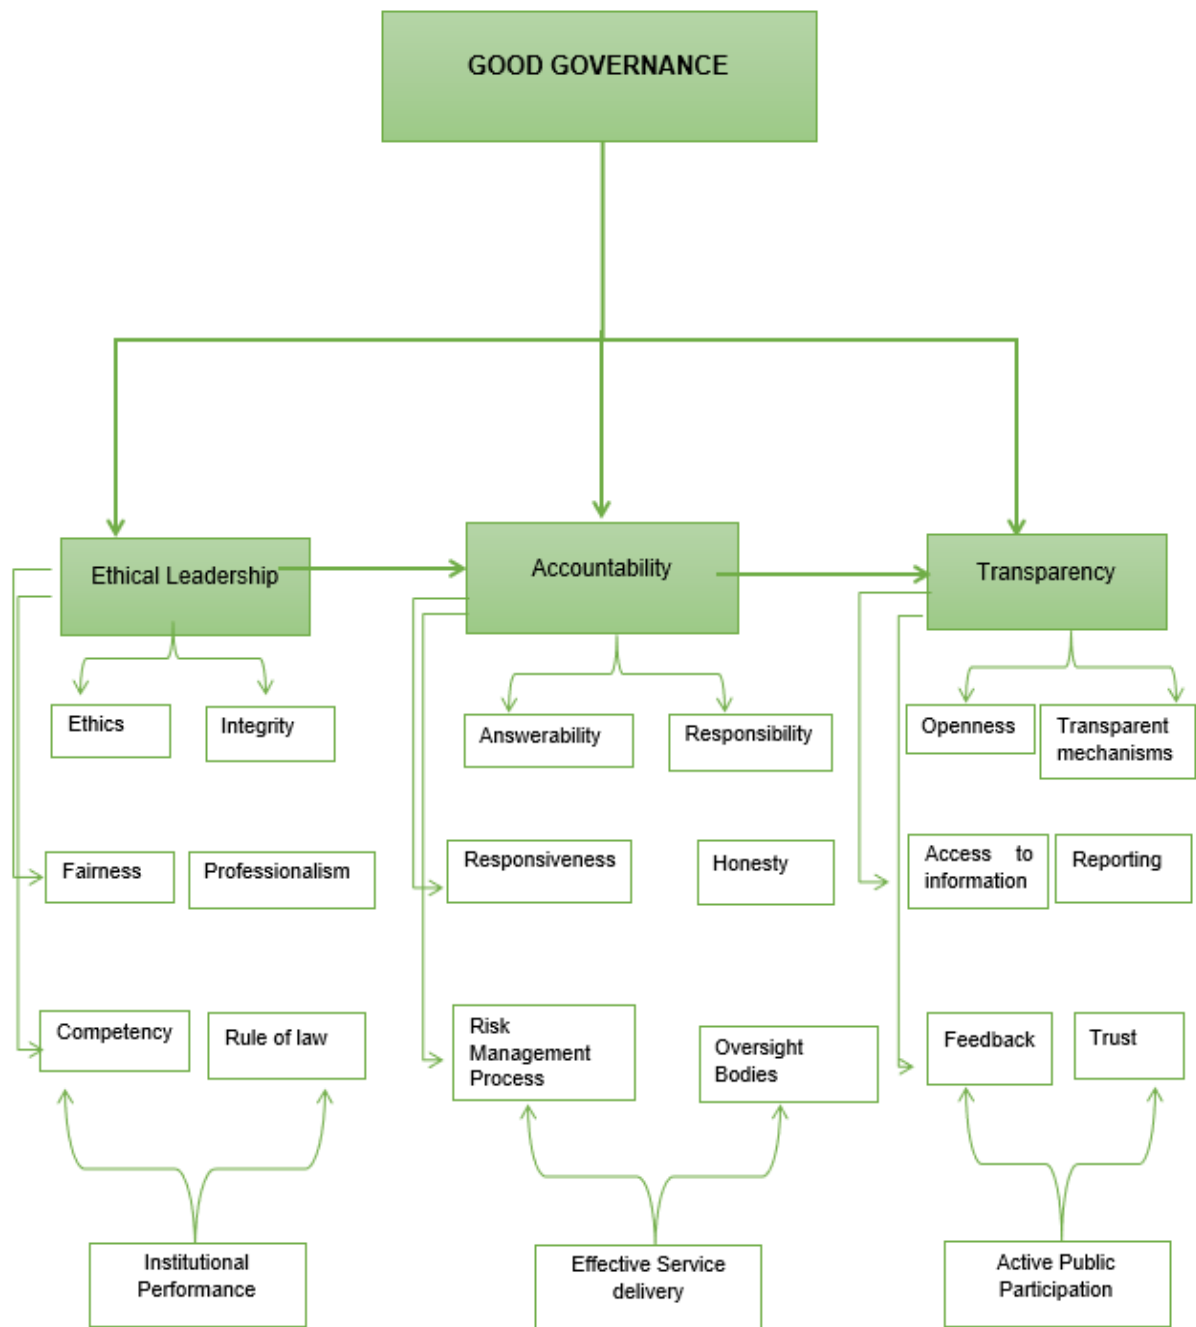 GOOD GOVERNANCE
Ethical Leadership
Accountability
Transparency
Ethics
Integrity
Answerability
Responsibility
Openness
Transparent
mechanisms
Fairness
Professionalism
Responsiveness
Honesty
Access to
information
Reporting
Competency
Rule of law
Risk
Management
Process
Oversight
Bodies
Feedback
Trust
Institutional
Performance
Effective Service
delivery
Active Public
Participation